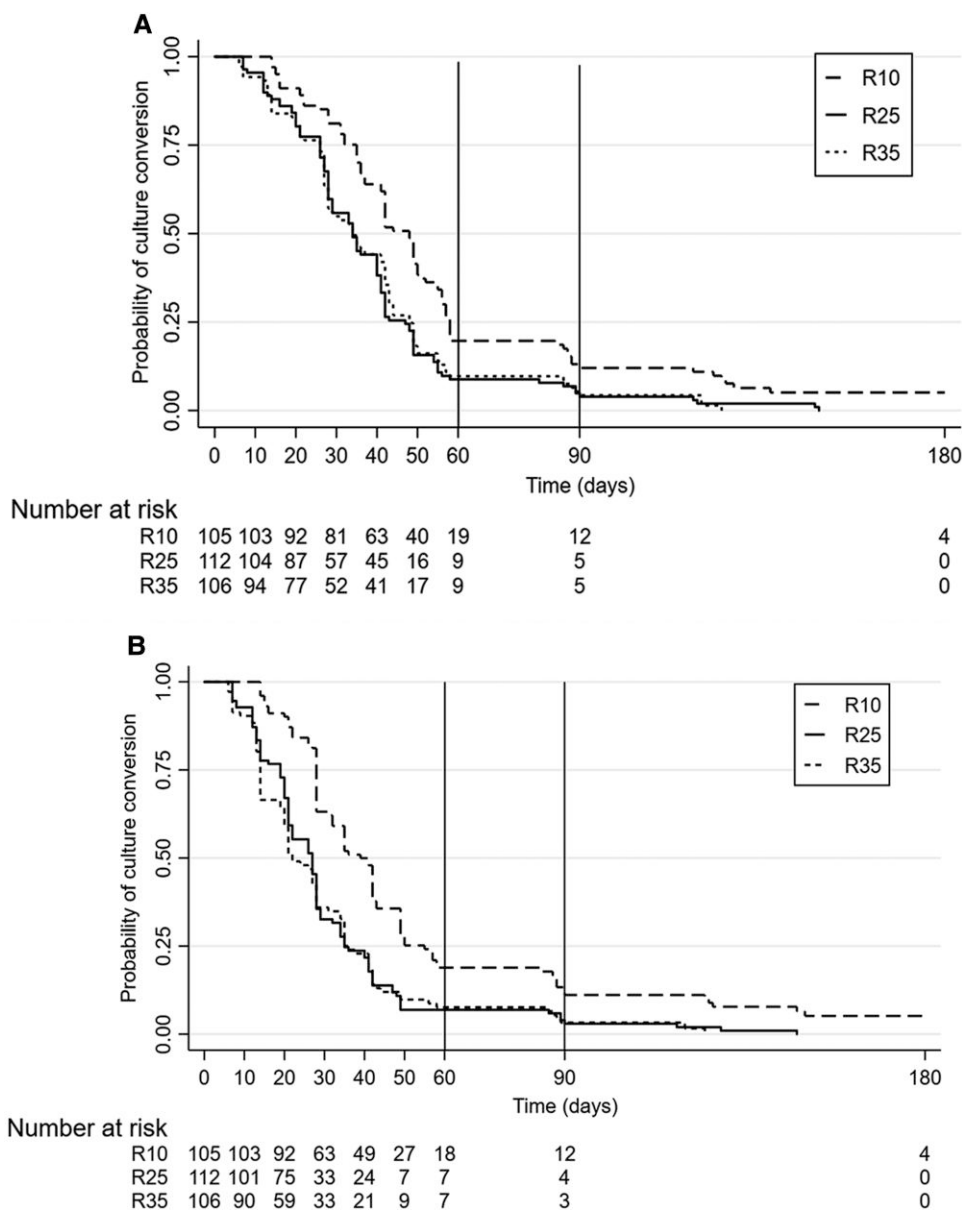 A
Probability of culture conversion
1.00
0.75
0.50
0.25
0.00
R10
R25
R35
0 10 20 30 40 50 60 90 180
Time (days)
Number at risk
R10 105 103 92 81 63 40 19 12 4
R25 112 104 87 57 45 16 9 5 0
R35 106 94 77 52 41 17 9 5 0
B
Probability of culture conversion
1.00
0.75
0.50
0.25
0.00
R10
R25
R35
0 10 20 30 40 50 60 90 180
Time (days)
Number at risk
R10 105 103 92 63 49 27 18 12 4
R25 112 101 75 33 24 7 7 4 0
R35 106 90 59 33 21 9 7 3 0